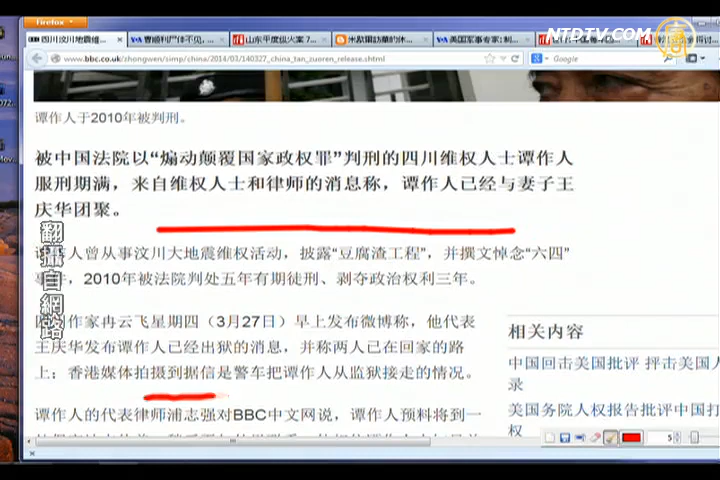 Firefox
NTDTV.COM
四川汶川地震维...
曹顺利尸体不见,
山东平度纵火案 7
美国军事专家:制...
www.bbc.co.uk/zhongwen/simp/china/2014/03/140327_china_tan_zuoren_release.shtml
Google
谭作人于2010年被判刑。
被中国法院以“煽动颠覆国家政权罪”判刑的四川维权人士谭作人
服刑期满，来自维权人士和律师的消息称，谭作人已经与妻子王
庆华团聚。
人曾从事汶川大地震维权活动，披露“豆腐渣工程”，并撰文悼念“六四”
，2010年被法院判处五年有期徒刑、剥夺政治权利三年。
作家冉云飞星期四（3月27日）早上发布微博称，他代表
王庆华发布谭作人已经出狱的消息，并称两人已在回家的路
上：香港媒体拍摄到据信是警车把谭作人从监狱接走的情况。
谭作人的代表律师浦志强对BBC中文网说，谭作人预料将到一
相关内容
中国回击美国批评 抨击美国人
录
美国务院人权报告批评中国打
权
5
翻攝自網路